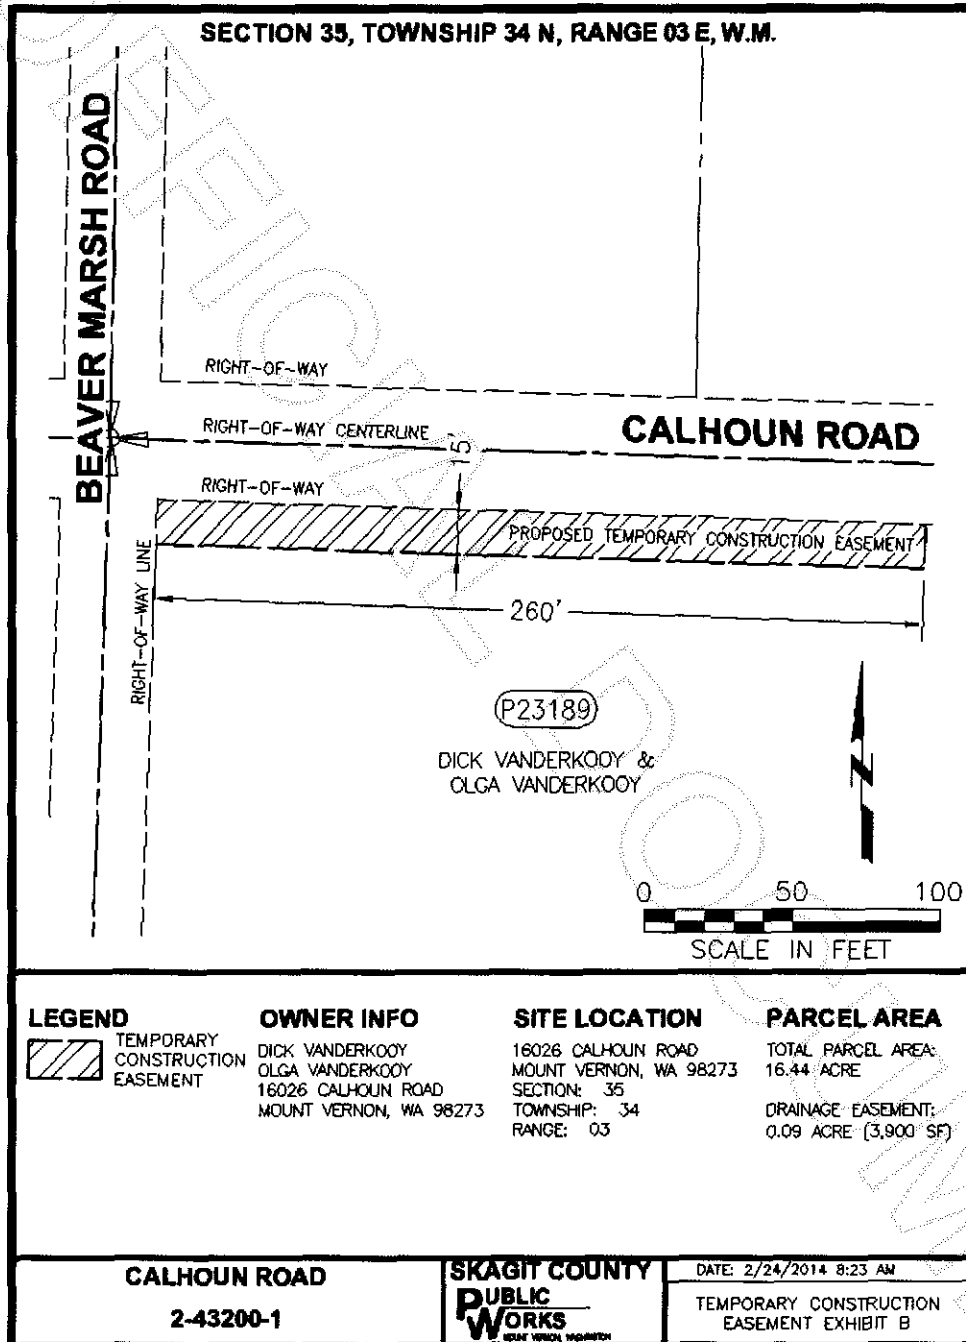 SECTION 35, TOWNSHIP 34 N, RANGE 03 E, W.M.
BEAVER MARSH ROAD
RIGHT-OF-WAY
RIGHT-OF-WAY CENTERLINE
CALHOUN ROAD
15'
RIGHT-OF-WAY
PROPOSED TEMPORARY CONSTRUCTION EASEMENT
RIGHT-OF-WAY LINE
260'
P23189
DICK VANDERKOOY &
OLGA VANDERKOOY
N
0 50 100
SCALE IN FEET
LEGEND
TEMPORARY
CONSTRUCTION
EASEMENT
OWNER INFO
DICK VANDERKOOY
OLGA VANDERKOOY
16026 CALHOUN ROAD
MOUNT VERNON, WA 98273
SITE LOCATION
16026 CALHOUN ROAD
MOUNT VERNON, WA 98273
SECTION: 35
TOWNSHIP: 34
RANGE: 03
PARCEL AREA
TOTAL PARCEL AREA:
16.44 ACRE
DRAINAGE EASEMENT:
0.09 ACRE (3,900 SF)
CALHOUN ROAD
2-43200-1
SKAGIT COUNTY
PUBLIC
WORKS
MOUNT VERNON, WASHINGTON
DATE: 2/24/2014 8:23 AM
TEMPORARY CONSTRUCTION
EASEMENT EXHIBIT B